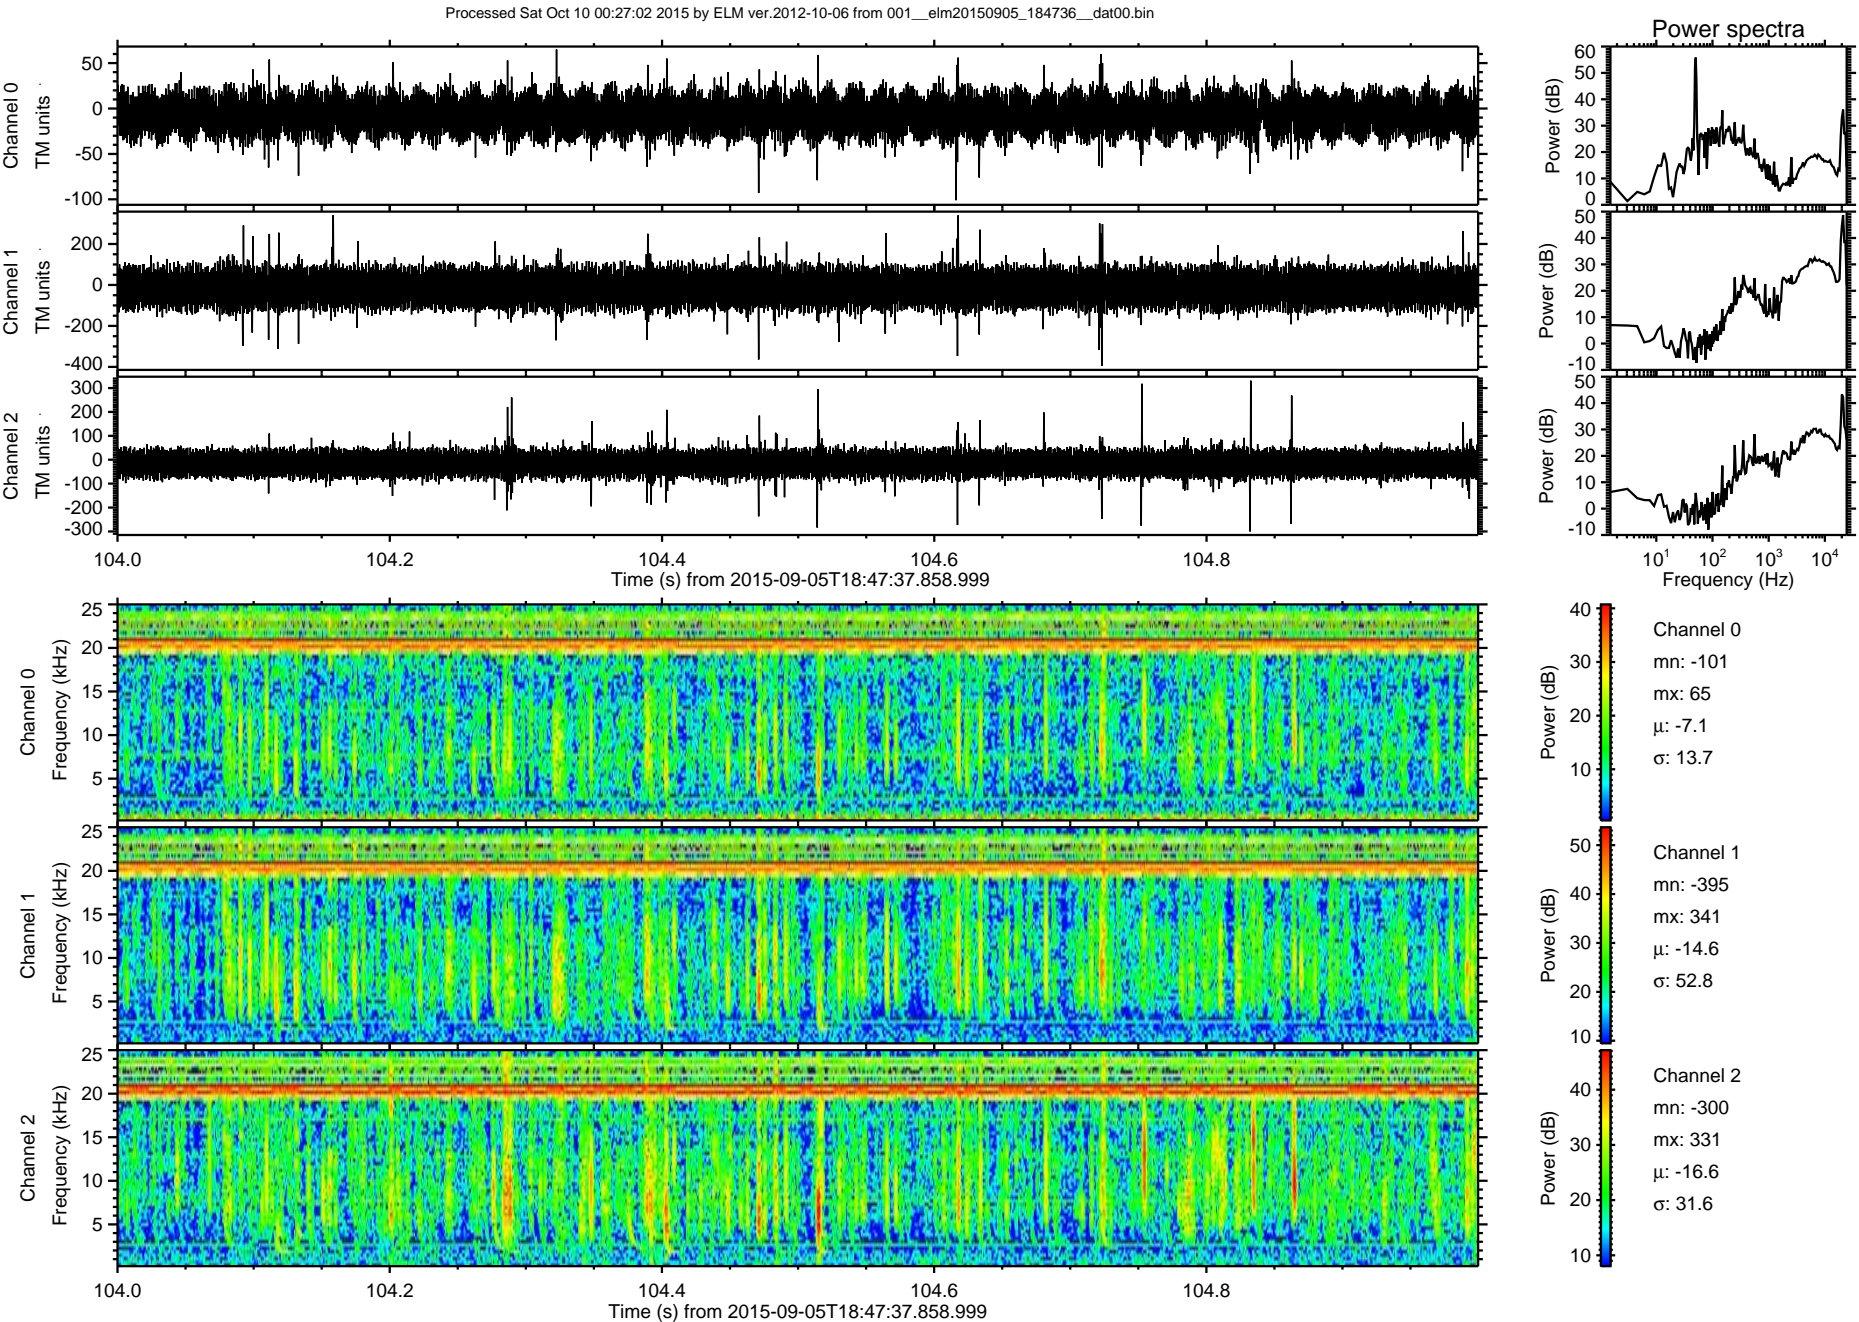 Processed Sat Oct 10 00:27:02 2015 by ELM ver.2012-10-06 from 001__elm20150905_184736__dat00.bin
Power spectra
Channel 0
TM units
50
0
-50
-100
Power (dB)
60
50
40
30
20
10
0
Channel 1
TM units
200
0
-200
-400
Power (dB)
50
40
30
20
10
0
-10
Channel 2
TM units
300
200
100
0
-100
-200
-300
Power (dB)
50
40
30
20
10
0
-10
104.0 104.2 104.4 104.6 104.8
Time (s) from 2015-09-05T18:47:37.858.999
10^1 10^2 10^3 10^4
Frequency (Hz)
Channel 0
Frequency (kHz)
25
20
15
10
5
Power (dB)
40
30
20
10
Channel 0
mn: -101
mx: 65
μ: -7.1
σ: 13.7
Channel 1
Frequency (kHz)
25
20
15
10
5
Power (dB)
50
40
30
20
10
Channel 1
mn: -395
mx: 341
μ: -14.6
σ: 52.8
Channel 2
Frequency (kHz)
25
20
15
10
5
Power (dB)
40
30
20
10
Channel 2
mn: -300
mx: 331
μ: -16.6
σ: 31.6
104.0 104.2 104.4 104.6 104.8
Time (s) from 2015-09-05T18:47:37.858.999